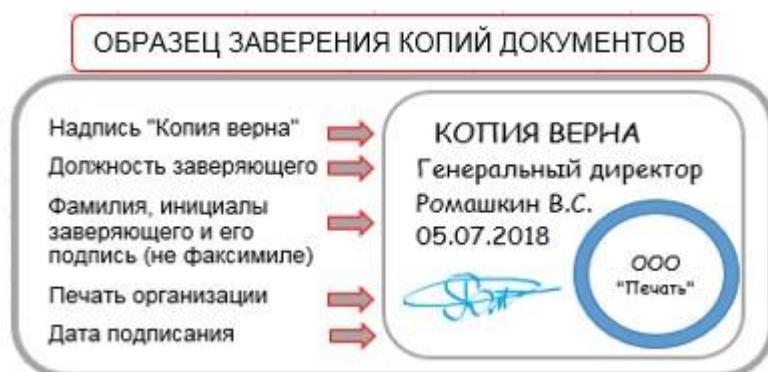 ОБРАЗЕЦ ЗАВЕРЕНИЯ КОПИЙ ДОКУМЕНТОВ
Надпись "Копия верна"
Должность заверяющего
Фамилия, инициалы
заверяющего и его
подпись (не факсимиле)
Печать организации
Дата подписания
КОПИЯ ВЕРНА
Генеральный директор
Ромашкин В.С.
05.07.2018
ООО
"Печать"